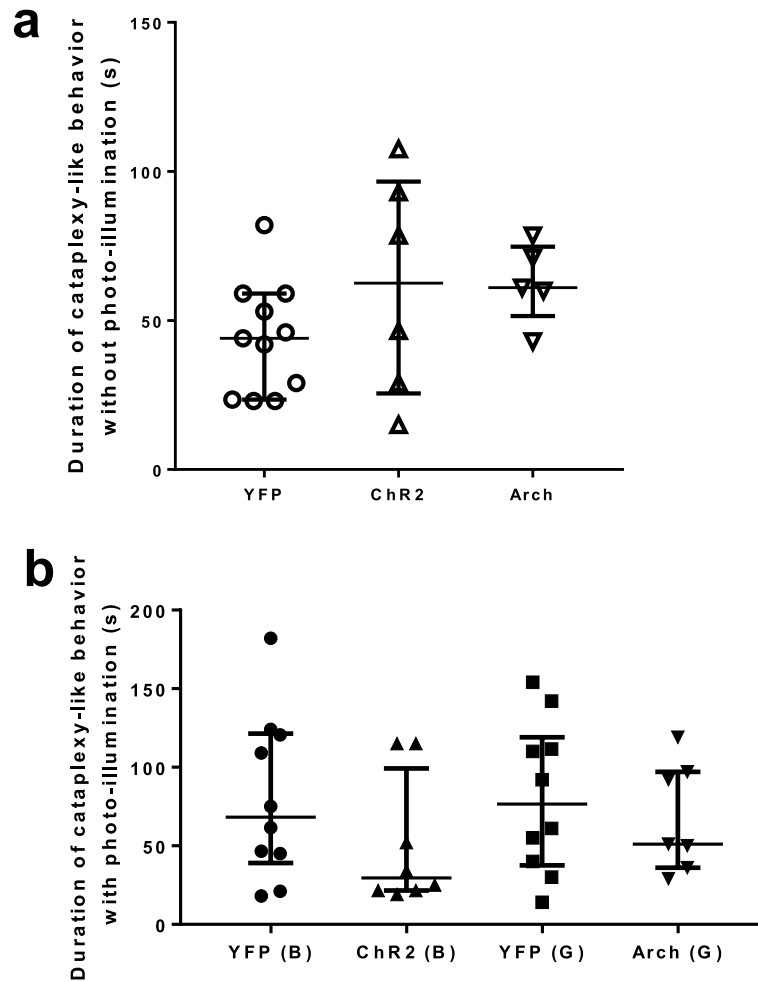 a
Duration of cataplexy-like behavior
without photo-illumination (s)
150
100
50
0
YFP
ChR2
Arch
b
Duration of cataplexy-like behavior
with photo-illumination (s)
200
150
100
50
0
YFP (B)
ChR2 (B)
YFP (G)
Arch (G)